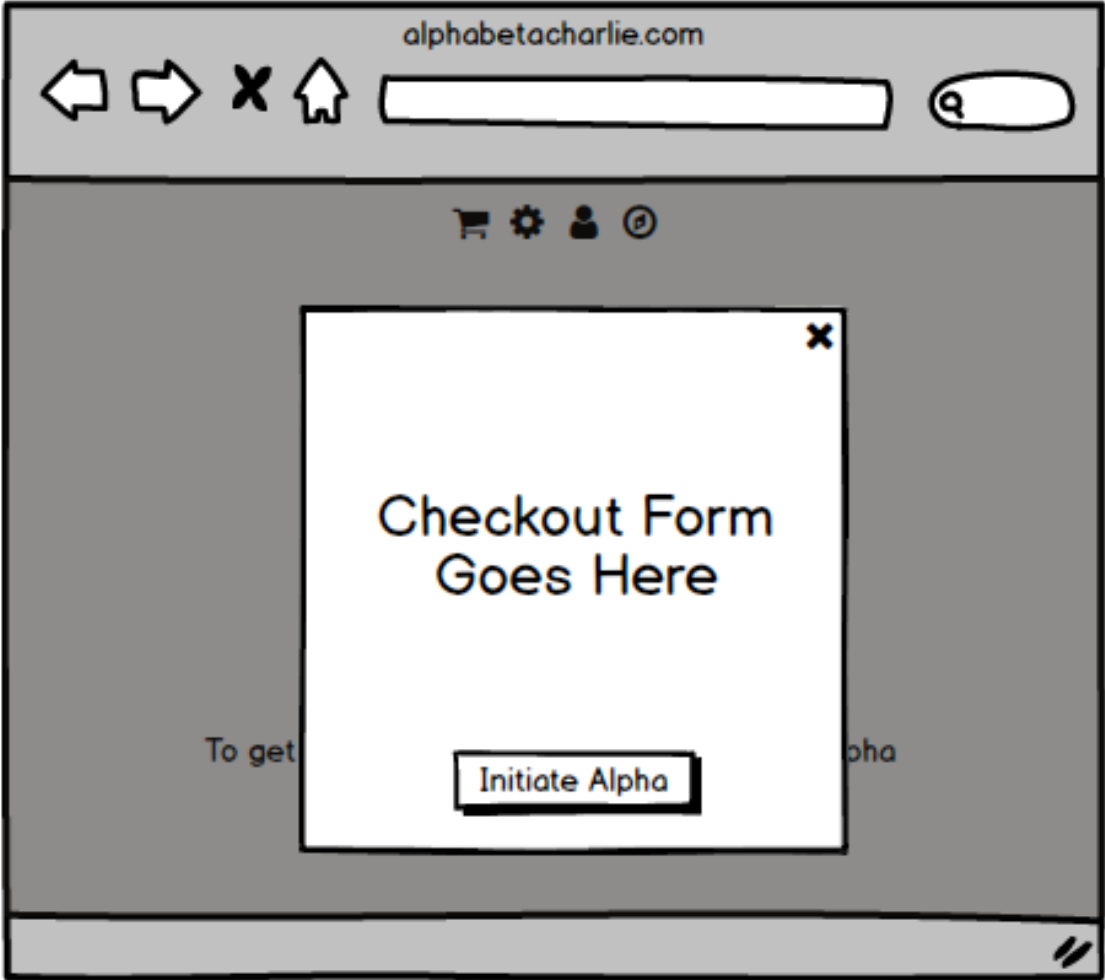 alphabetacharlie.com
Checkout Form
Goes Here
To get pha
Initiate Alpha